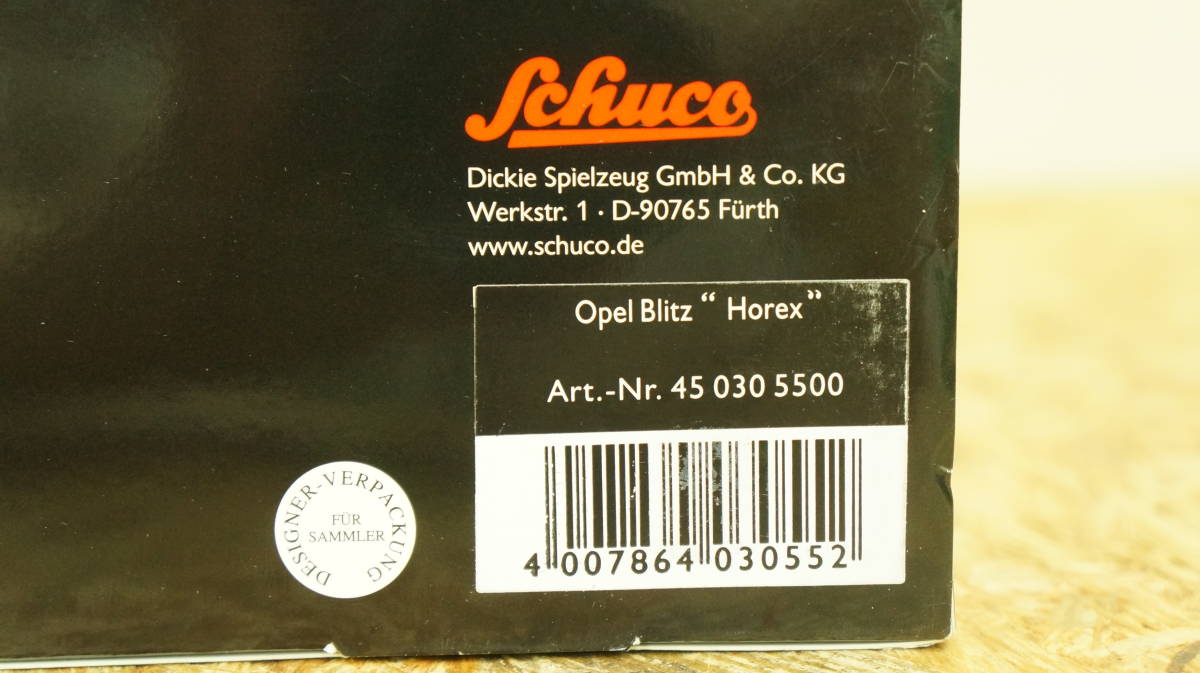 Schuco
Dickie Spielzeug GmbH & Co. KG
Werkstr. 1 · D-90765 Fürth
www.schuco.de
Opel Blitz “ Horex”
Art.-Nr. 45 030 5500
4 007864 030552
DESIGNER-VERPACKUNG
FÜR
SAMMLER